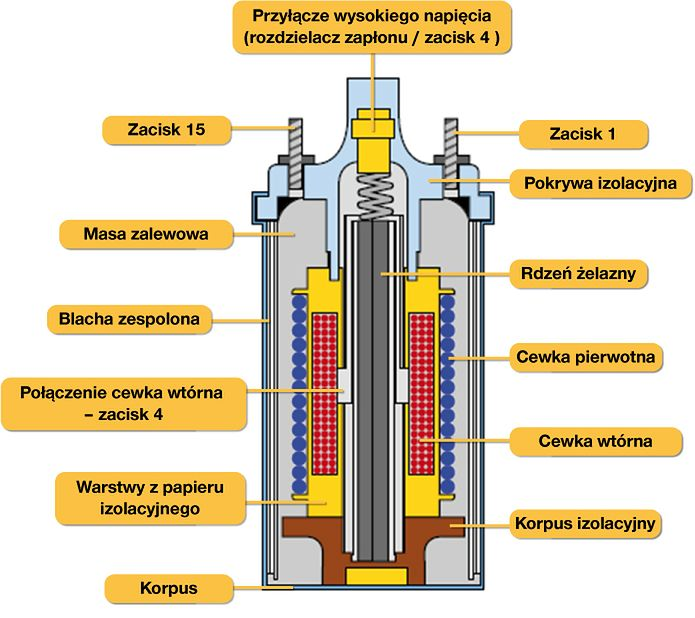 Przyłącze wysokiego napięcia
(rozdzielacz zapłonu / zacisk 4 )
Zacisk 15
Zacisk 1
Pokrywa izolacyjna
Masa zalewowa
Rdzeń żelazny
Blacha zespolona
Cewka pierwotna
Połączenie cewka wtórna
– zacisk 4
Cewka wtórna
Warstwy z papieru
izolacyjnego
Korpus izolacyjny
Korpus